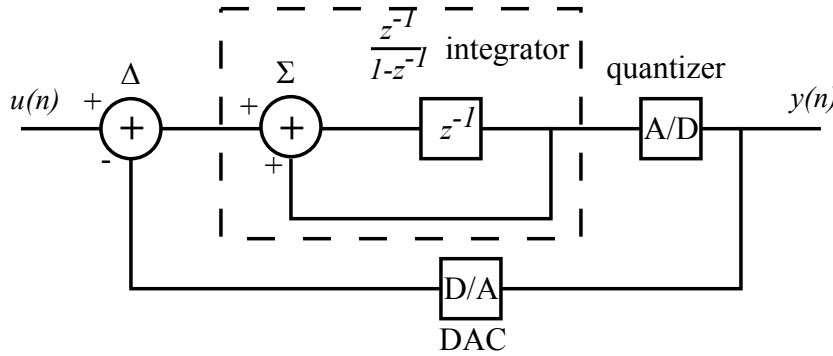 z^{-1}
1-z^{-1}
integrator
Δ
Σ
quantizer
u(n)
+
+
y(n)
+
+
z^{-1}
A/D
-
+
D/A
DAC